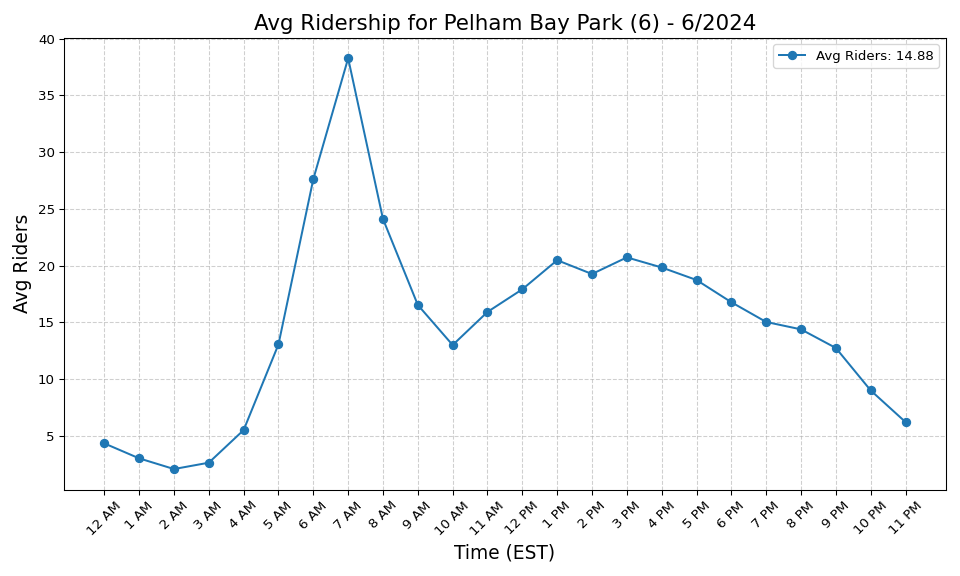 Avg Ridership for Pelham Bay Park (6) - 6/2024
Avg Riders: 14.88
Avg Riders
40
35
30
25
20
15
10
5
12 AM
1 AM
2 AM
3 AM
4 AM
5 AM
6 AM
7 AM
8 AM
9 AM
10 AM
11 AM
12 PM
1 PM
2 PM
3 PM
4 PM
5 PM
6 PM
7 PM
8 PM
9 PM
10 PM
11 PM
Time (EST)